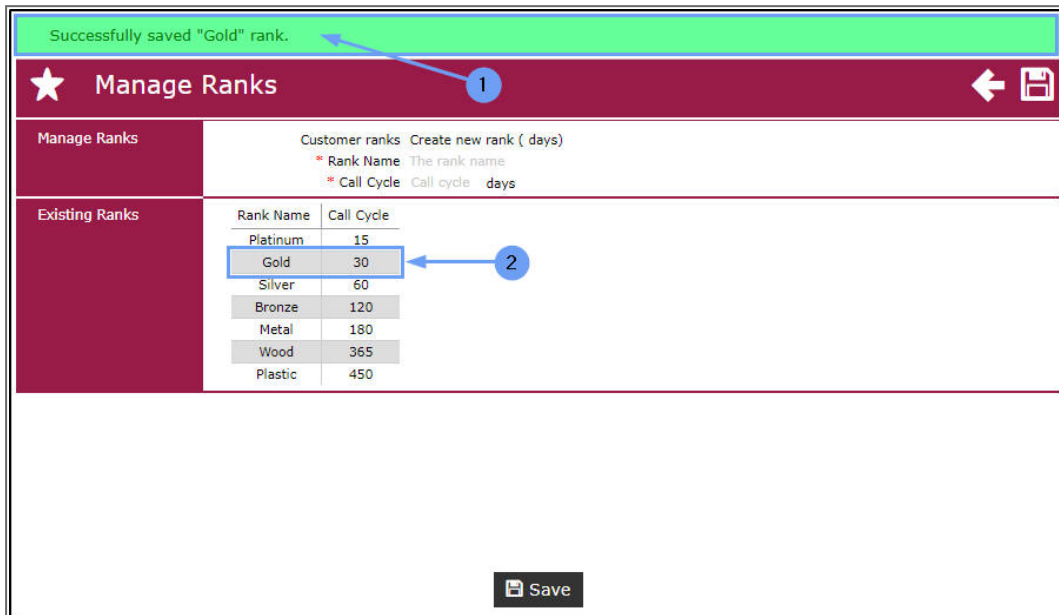 Successfully saved "Gold" rank.
1
Manage Ranks
Manage Ranks
Customer ranks Create new rank ( days)
* Rank Name The rank name
* Call Cycle Call cycle days
Existing Ranks
Rank Name Call Cycle
Platinum 15
Gold 30
2
Silver 60
Bronze 120
Metal 180
Wood 365
Plastic 450
Save